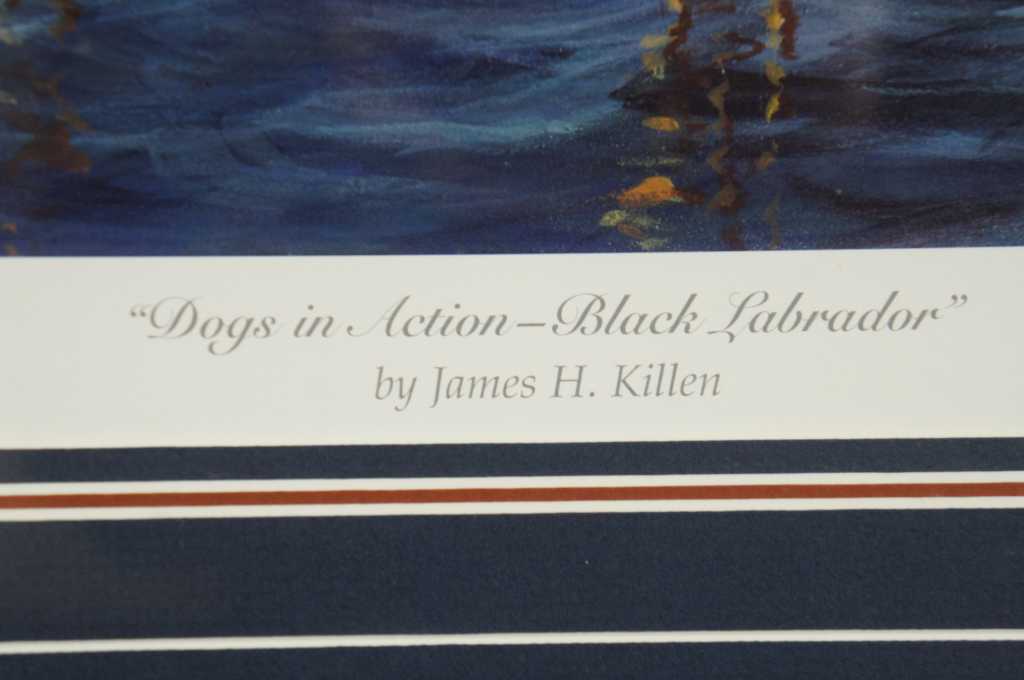 “Dogs in Action – Black Labrador”
by James H. Killen